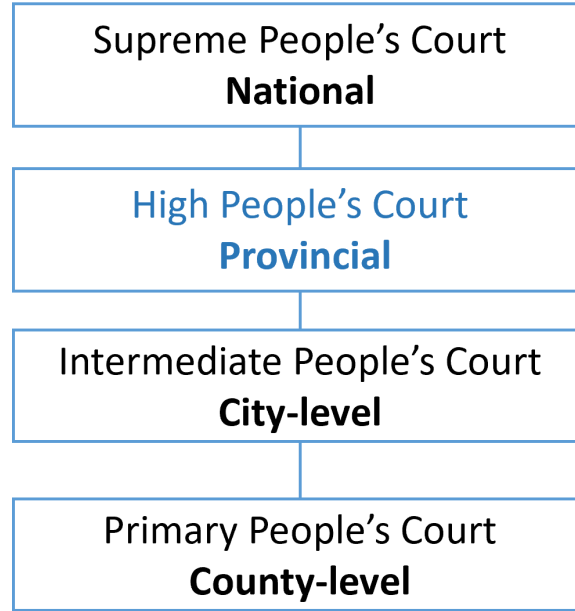 Supreme People’s Court
National
High People’s Court
Provincial
Intermediate People’s Court
City-level
Primary People’s Court
County-level